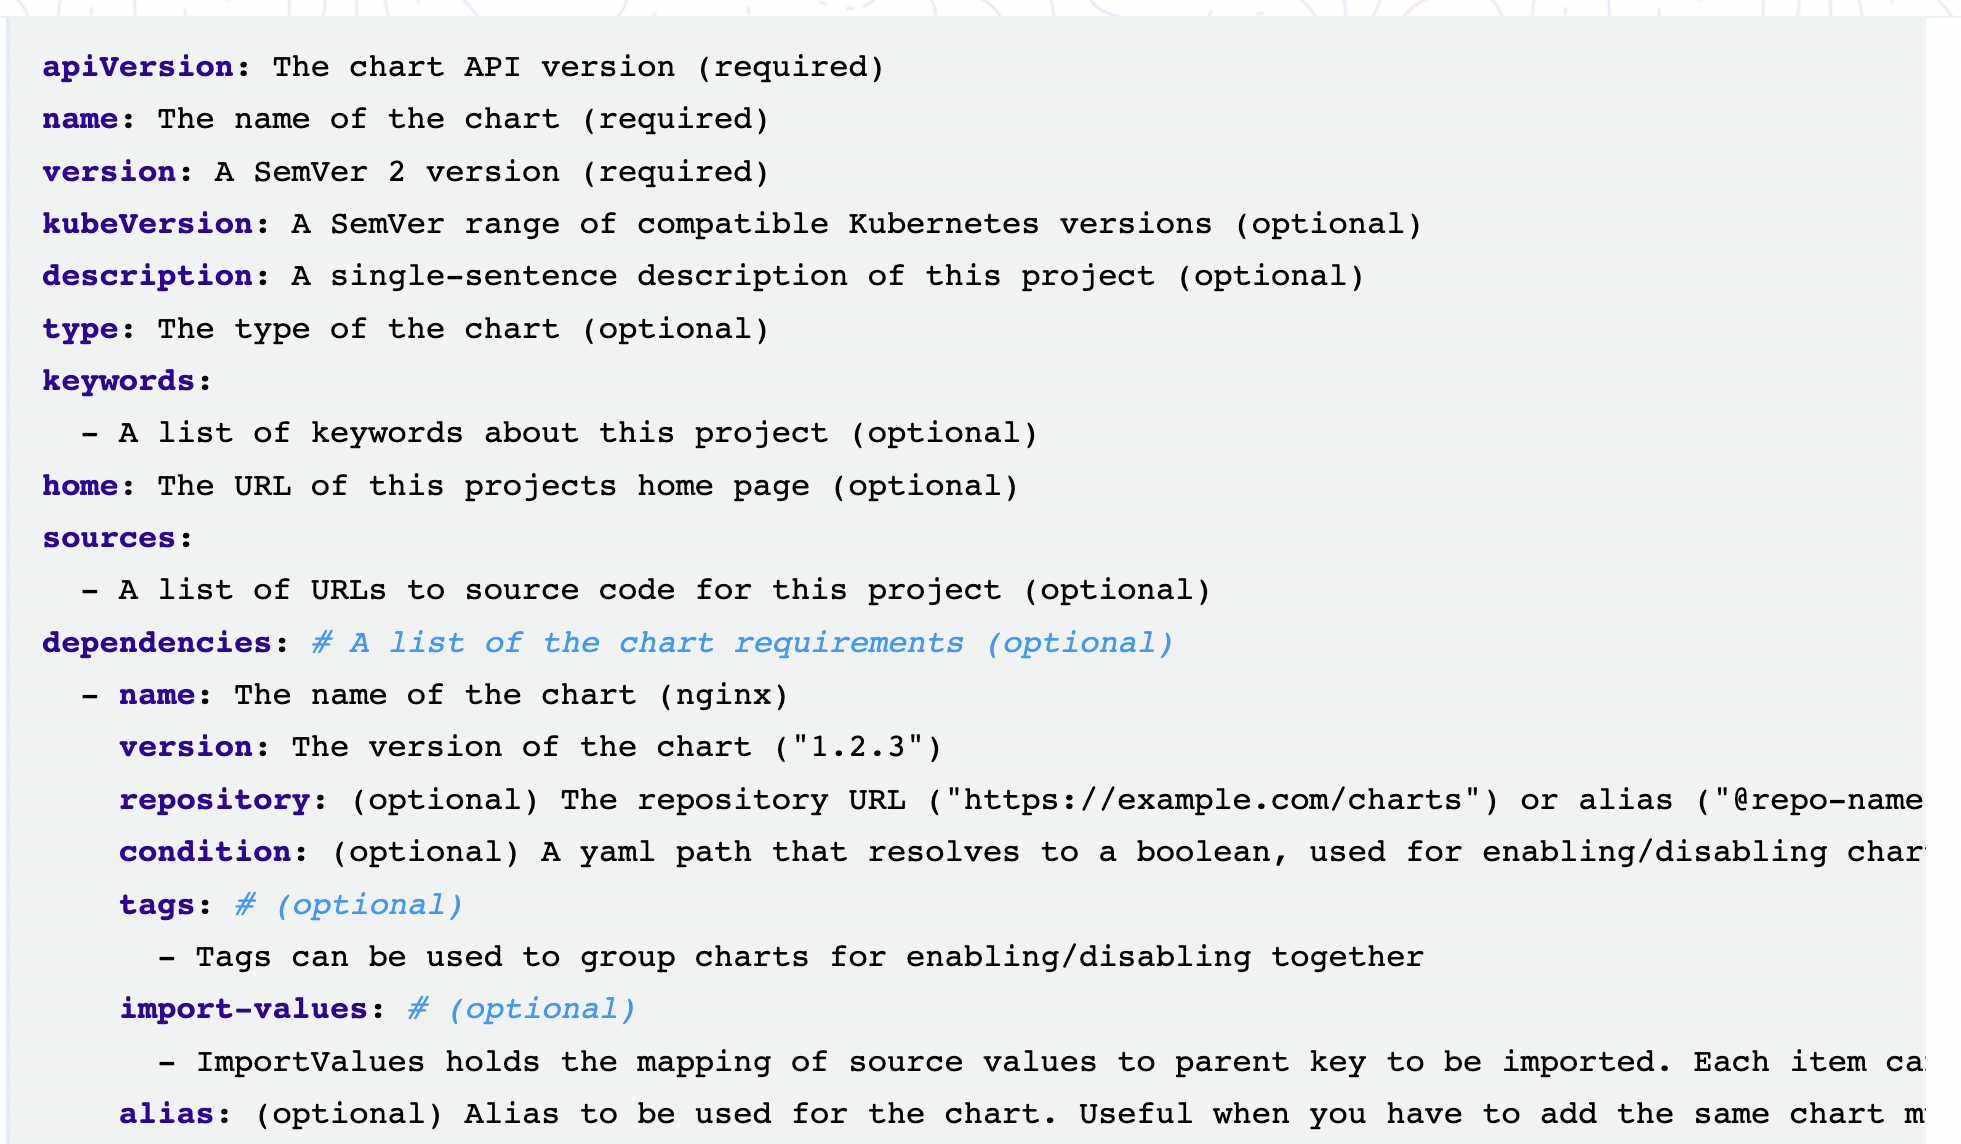 apiVersion: The chart API version (required)
name: The name of the chart (required)
version: A SemVer 2 version (required)
kubeVersion: A SemVer range of compatible Kubernetes versions (optional)
description: A single-sentence description of this project (optional)
type: The type of the chart (optional)
keywords:
  - A list of keywords about this project (optional)
home: The URL of this projects home page (optional)
sources:
  - A list of URLs to source code for this project (optional)
dependencies: # A list of the chart requirements (optional)
  - name: The name of the chart (nginx)
    version: The version of the chart ("1.2.3")
    repository: (optional) The repository URL ("https://example.com/charts") or alias ("@repo-name
    condition: (optional) A yaml path that resolves to a boolean, used for enabling/disabling
    tags: # (optional)
      - Tags can be used to group charts for enabling/disabling together
    import-values: # (optional)
      - ImportValues holds the mapping of source values to parent key to be imported. Each item
    alias: (optional) Alias to be used for the chart. Useful when you have to add the same chart